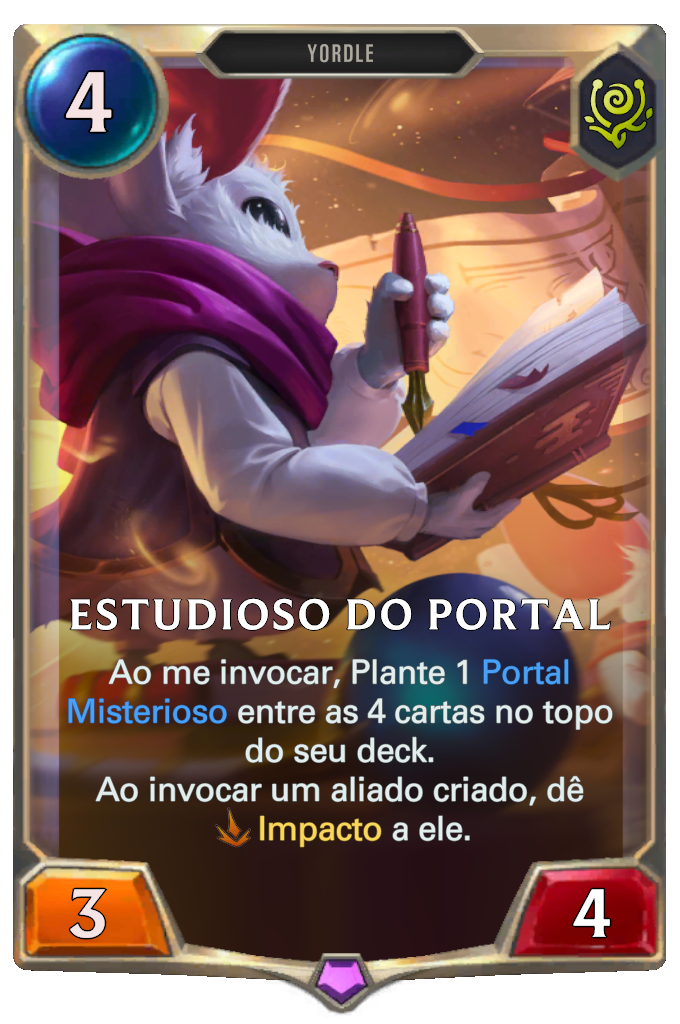 4
YORDLE
ESTUDIOSO DO PORTAL
Ao me invocar, Plante 1 Portal
Misterioso entre as 4 cartas no topo
do seu deck.
Ao invocar um aliado criado, dê
Impacto a ele.
3
4